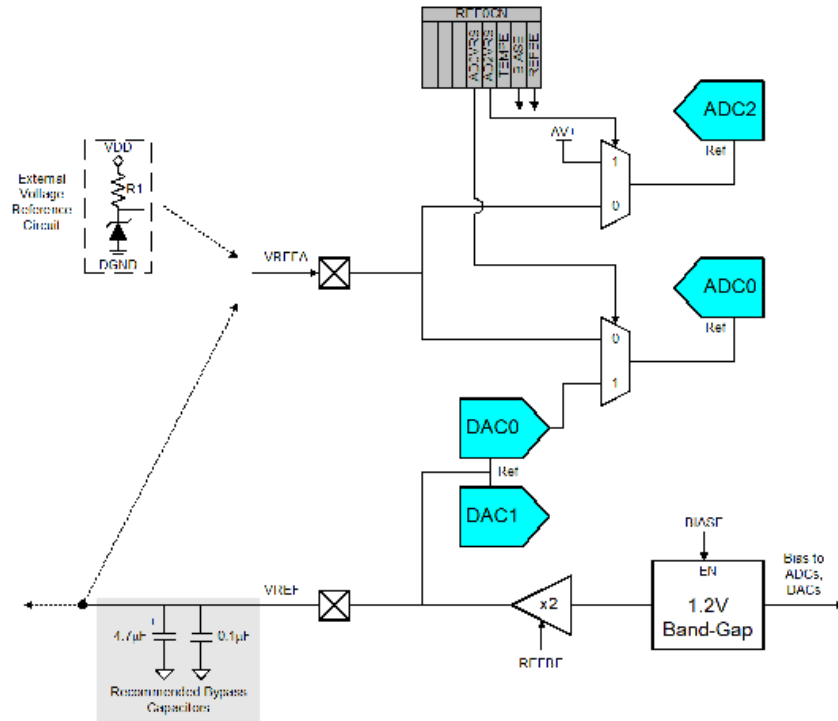 REF0CN
AD0VRS
AD2VRS
TEMPE
BIASE
REFBE
ADC2
Ref
AV+
1
0
VDD
R1
DGND
External
Voltage
Reference
Circuit
VREFA
ADC0
Ref
0
1
DAC0
Ref
DAC1
BIASE
EN
1.2V
Band-Gap
Bias to
ADCs,
DACs
x2
REFBE
VREF
+
4.7µF
0.1µF
Recommended Bypass
Capacitors